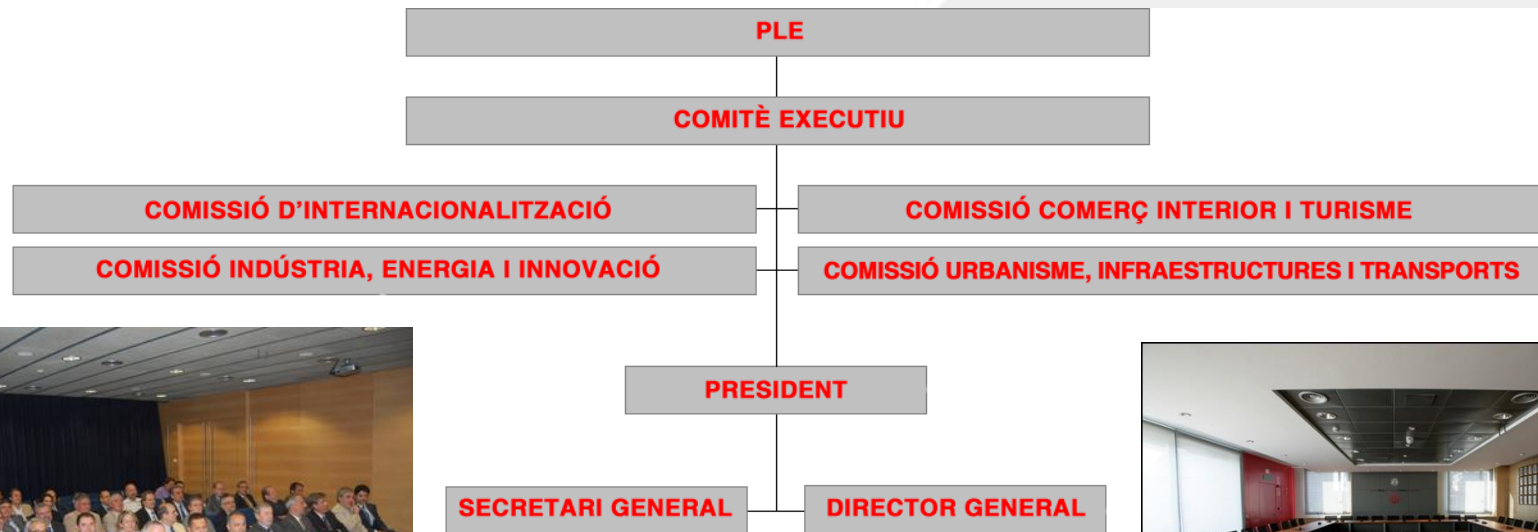 PLE
COMITÈ EXECUTIU
COMISSIÓ D’INTERNACIONALITZACIÓ
COMISSIÓ COMERÇ INTERIOR I TURISME
COMISSIÓ INDÚSTRIA, ENERGIA I INNOVACIÓ
COMISSIÓ URBANISME, INFRAESTRUCTURES I TRANSPORTS
PRESIDENT
SECRETARI GENERAL
DIRECTOR GENERAL